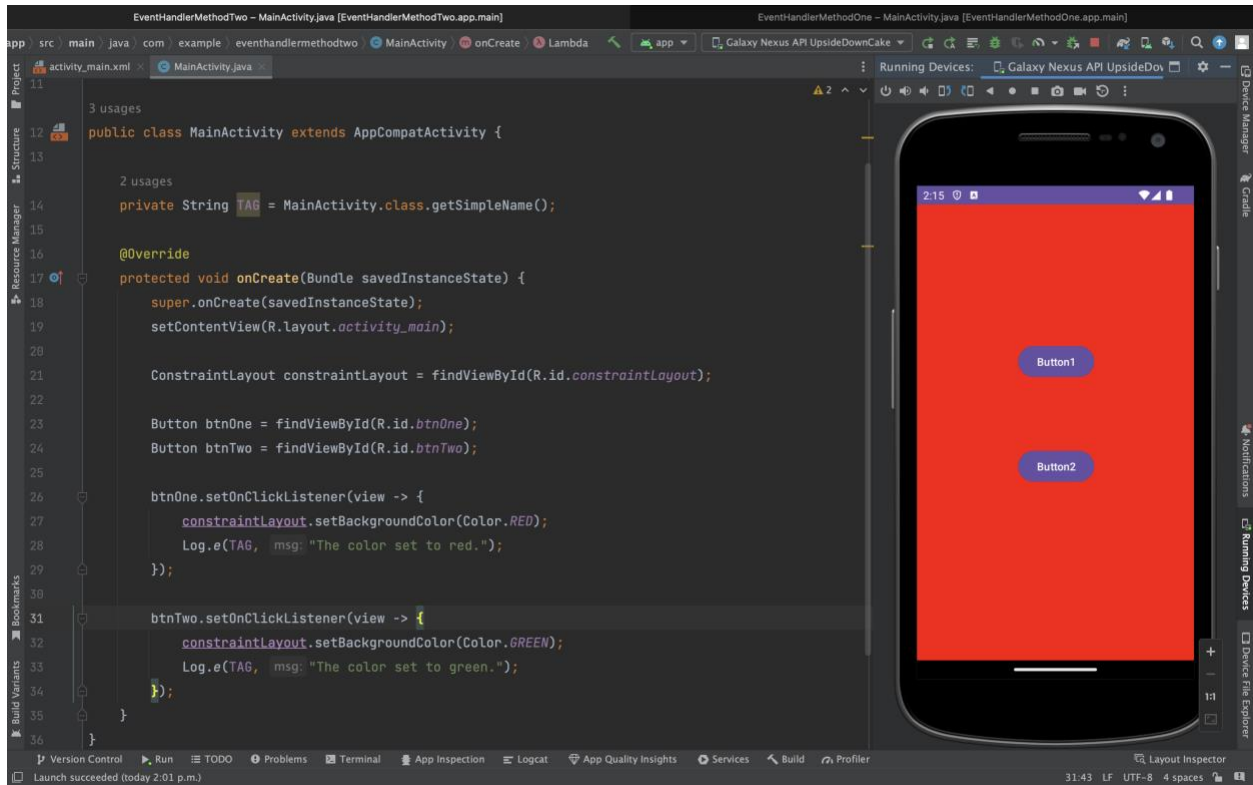 EventHandlerMethodTwo – MainActivity.java [EventHandlerMethodTwo.app.main]
EventHandlerMethodOne – MainActivity.java [EventHandlerMethodOne.app.main]
app src main java com example eventhandlermethodtwo MainActivity onCreate Lambda app Galaxy Nexus API UpsideDownCake
activity_main.xml MainActivity.java
Running Devices: Galaxy Nexus API UpsideDov
Project
Structure
Resource Manager
Bookmarks
Build Variants
2
11
3 usages
12 public class MainActivity extends AppCompatActivity {
13
2 usages
14 private String TAG = MainActivity.class.getSimpleName();
15
16 @Override
17 protected void onCreate(Bundle savedInstanceState) {
18 super.onCreate(savedInstanceState);
19 setContentView(R.layout.activity_main);
20
21 ConstraintLayout constraintLayout = findViewById(R.id.constraintLayout);
22
23 Button btnOne = findViewById(R.id.btnOne);
24 Button btnTwo = findViewById(R.id.btnTwo);
25
26 btnOne.setOnClickListener(view -> {
27 constraintLayout.setBackgroundColor(Color.RED);
28 Log.e(TAG, msg: "The color set to red.");
29 });
30
31 btnTwo.setOnClickListener(view -> {
32 constraintLayout.setBackgroundColor(Color.GREEN);
33 Log.e(TAG, msg: "The color set to green.");
34 });
35 }
36 }
2:15
Button1
Button2
1:1
Device Manager
Gradle
Notifications
Running Devices
Device File Explorer
Version Control Run TODO Problems Terminal App Inspection Logcat App Quality Insights Services Build Profiler Layout Inspector
Launch succeeded (today 2:01 p.m.) 31:43 LF UTF-8 4 spaces